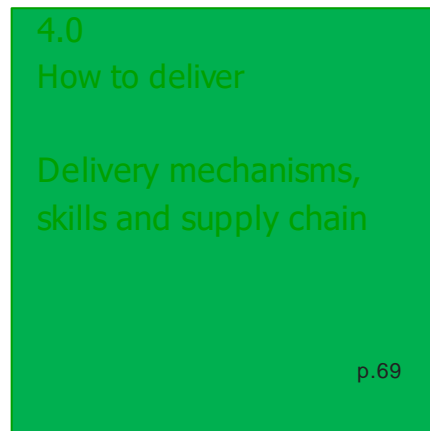 4.0
How to deliver
Delivery mechanisms,
skills and supply chain
p.69